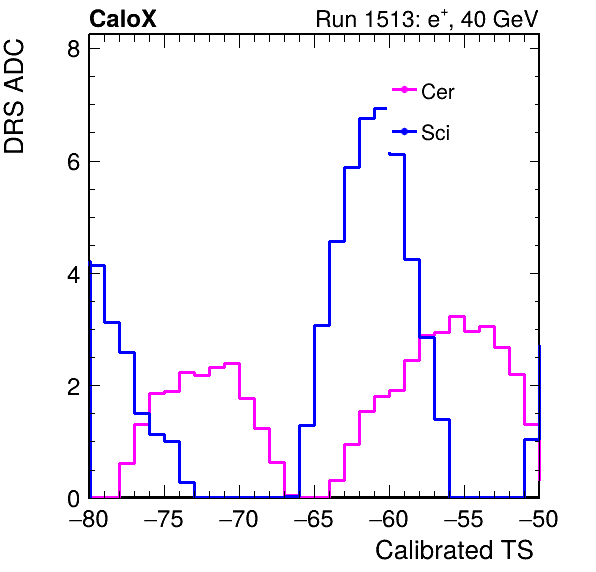 CaloX Run 1513: e⁺, 40 GeV
DRS ADC
8
6
4
2
0
Cer
Sci
−80 −75 −70 −65 −60 −55 −50
Calibrated TS